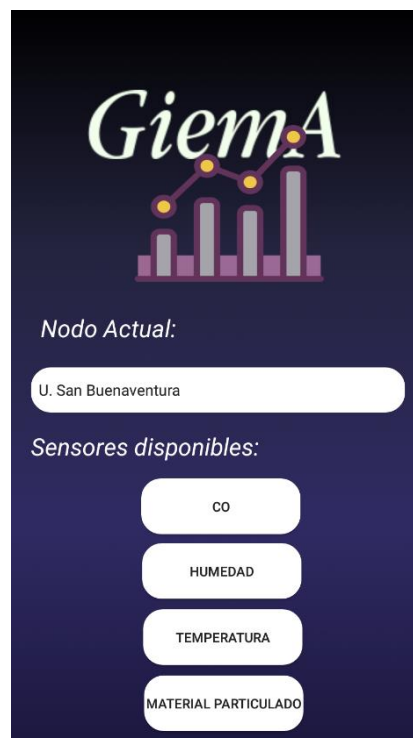 GiemA
Nodo Actual:
U. San Buenaventura
Sensores disponibles:
CO
HUMEDAD
TEMPERATURA
MATERIAL PARTICULADO